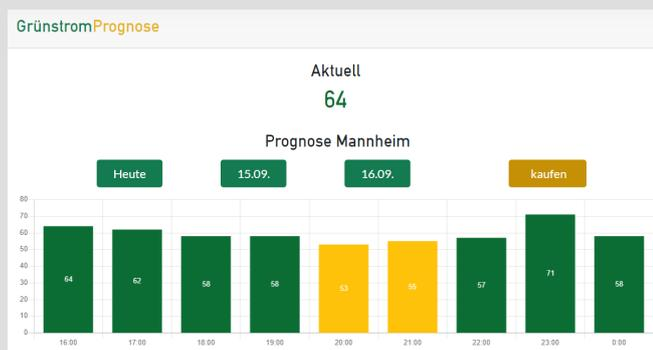 GrünstromPrognose
Aktuell
64
Prognose Mannheim
Heute 15.09. 16.09. kaufen
80
70
60
50
40
30
20
10
0
64 62 58 58 53 55 57 71 58
16:00 17:00 18:00 19:00 20:00 21:00 22:00 23:00 0:00